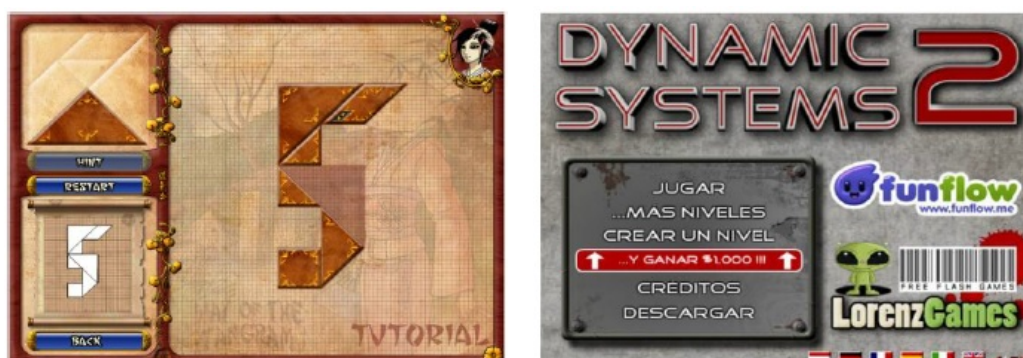 HINT
RESTART
BACK
TUTORIAL
DYNAMIC
SYSTEMS 2
JUGAR
...MAS NIVELES
CREAR UN NIVEL
...Y GANAR $1.000 !!!
CRÉDITOS
DESCARGAR
funflow
www.funflow.me
FREE FLASH GAMES
LorenzGames